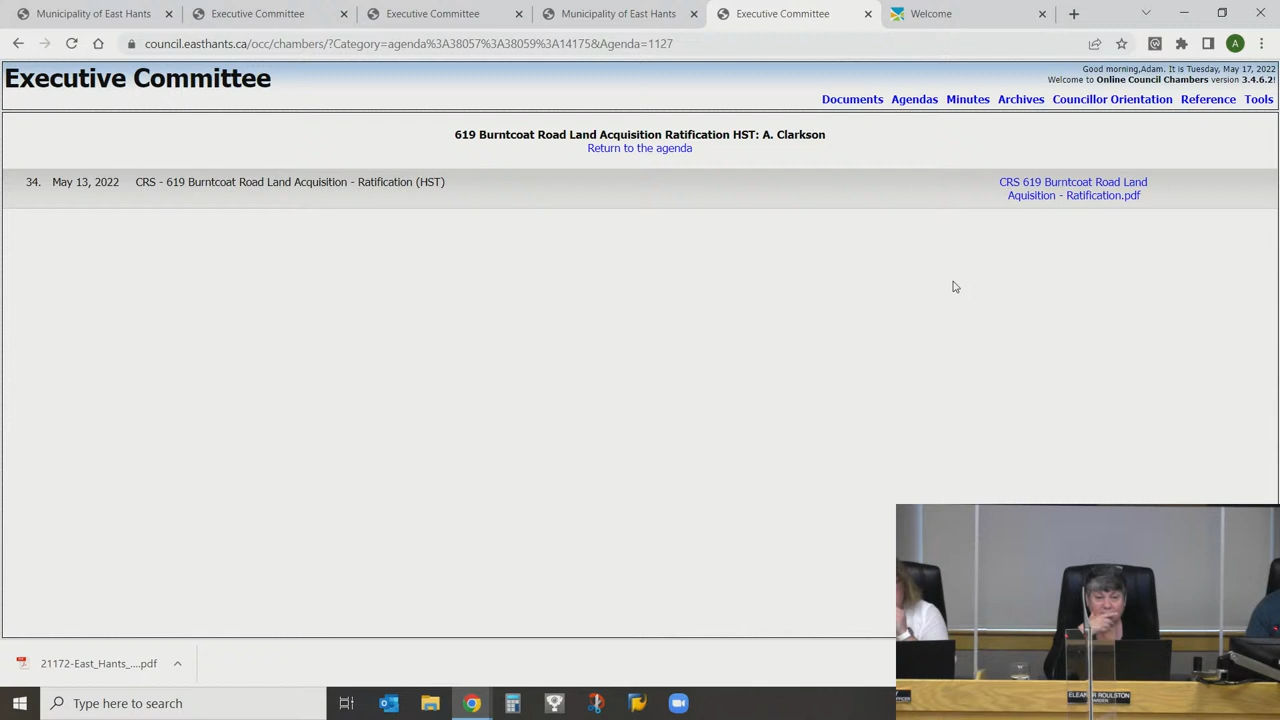 Municipality of East Hants
Executive Committee
Executive Committee
Municipality of East Hants
Executive Committee
Welcome
council.easthants.ca/occ/chambers/?Category=agenda%3A3057%3A38059%3A14175&Agenda=1127
A
Executive Committee
Good morning,Adam. It is Tuesday, May 17, 2022
Welcome to Online Council Chambers version 3.4.6.2!
Documents Agendas Minutes Archives Councillor Orientation Reference Tools
619 Burntcoat Road Land Acquisition Ratification HST: A. Clarkson
Return to the agenda
34. May 13, 2022 CRS - 619 Burntcoat Road Land Acquisition - Ratification (HST)
CRS 619 Burntcoat Road Land
Aquisition - Ratification.pdf
ELEANOR ROULSTON
WARDEN
21172-East_Hants_....pdf
Type here to search